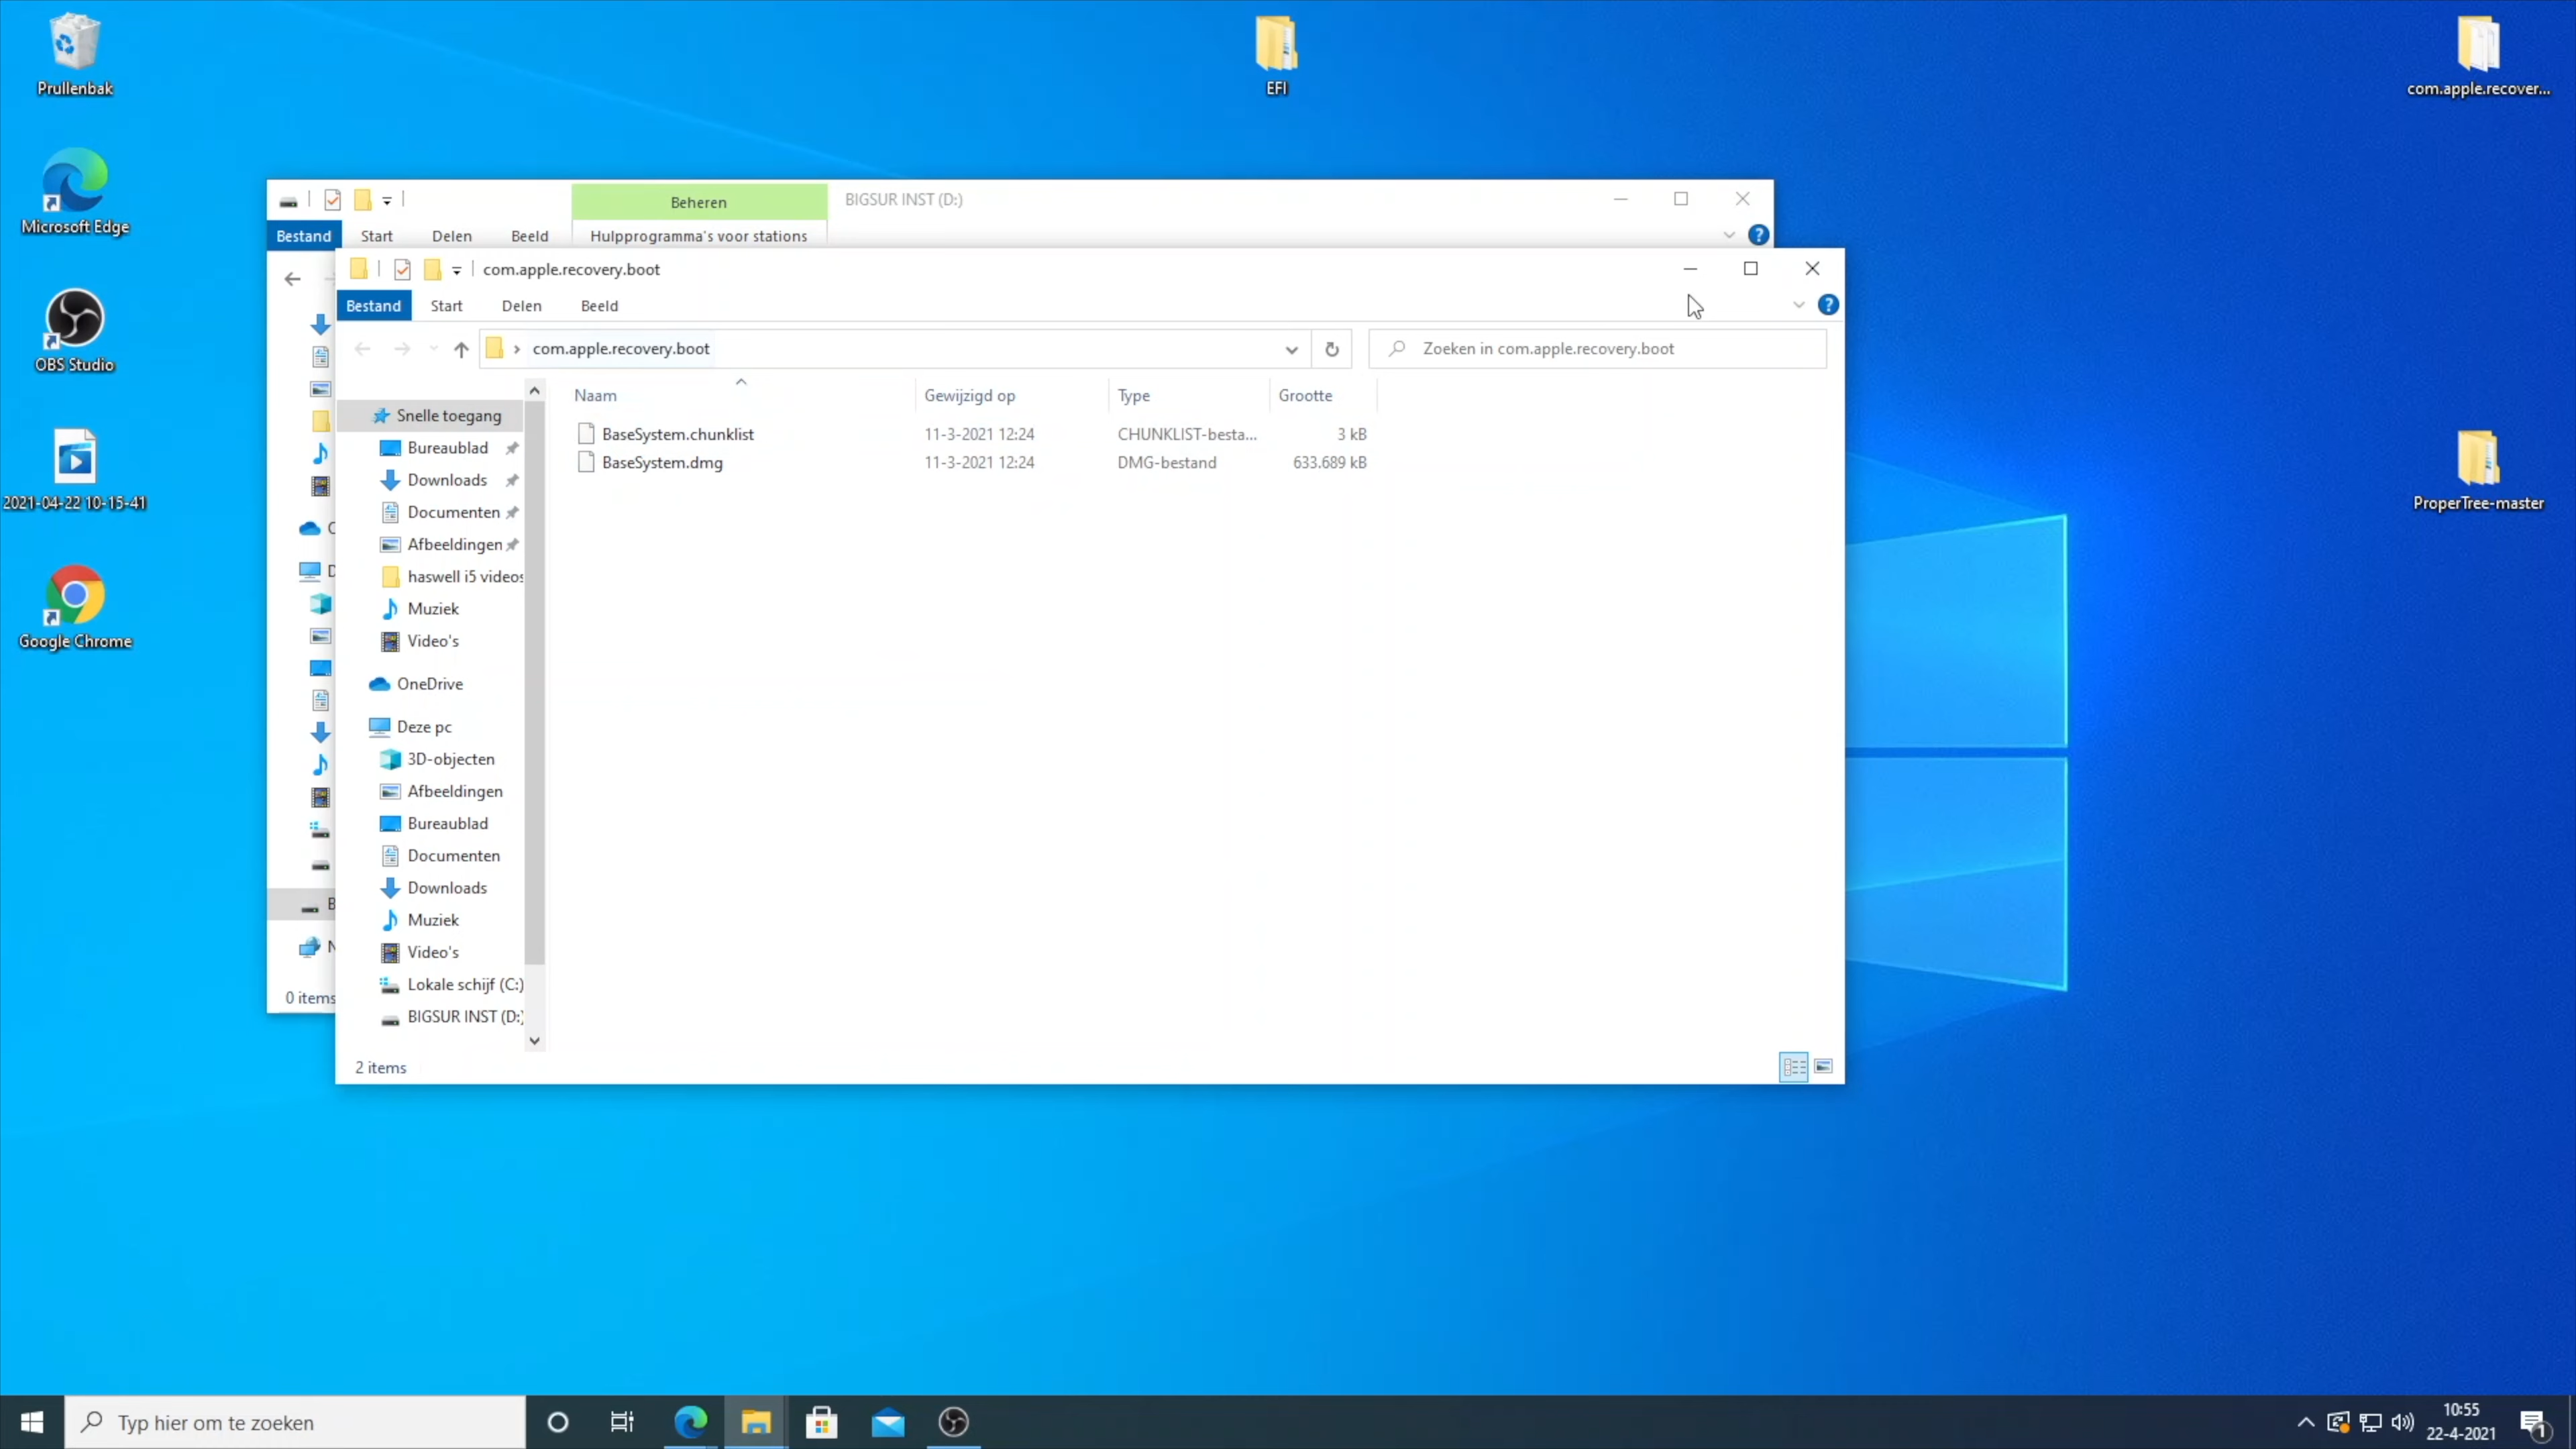 Prullenbak
Microsoft Edge
OBS Studio
2021-04-22 10-15-41
Google Chrome
EFI
com.apple.recover...
ProperTree-master
Beheren
BIGSUR INST (D:)
Bestand
Start
Delen
Beeld
Hulpprogramma's voor stations
0 items
com.apple.recovery.boot
Bestand
Start
Delen
Beeld
com.apple.recovery.boot
Zoeken in com.apple.recovery.boot
Naam
Gewijzigd op
Type
Grootte
BaseSystem.chunklist
11-3-2021 12:24
CHUNKLIST-besta...
3 kB
BaseSystem.dmg
11-3-2021 12:24
DMG-bestand
633.689 kB
Snelle toegang
Bureaublad
Downloads
Documenten
Afbeeldingen
haswell i5 videos
Muziek
Video's
OneDrive
Deze pc
3D-objecten
Afbeeldingen
Bureaublad
Documenten
Downloads
Muziek
Video's
Lokale schijf (C:)
BIGSUR INST (D:)
2 items
Typ hier om te zoeken
10:55
22-4-2021
1